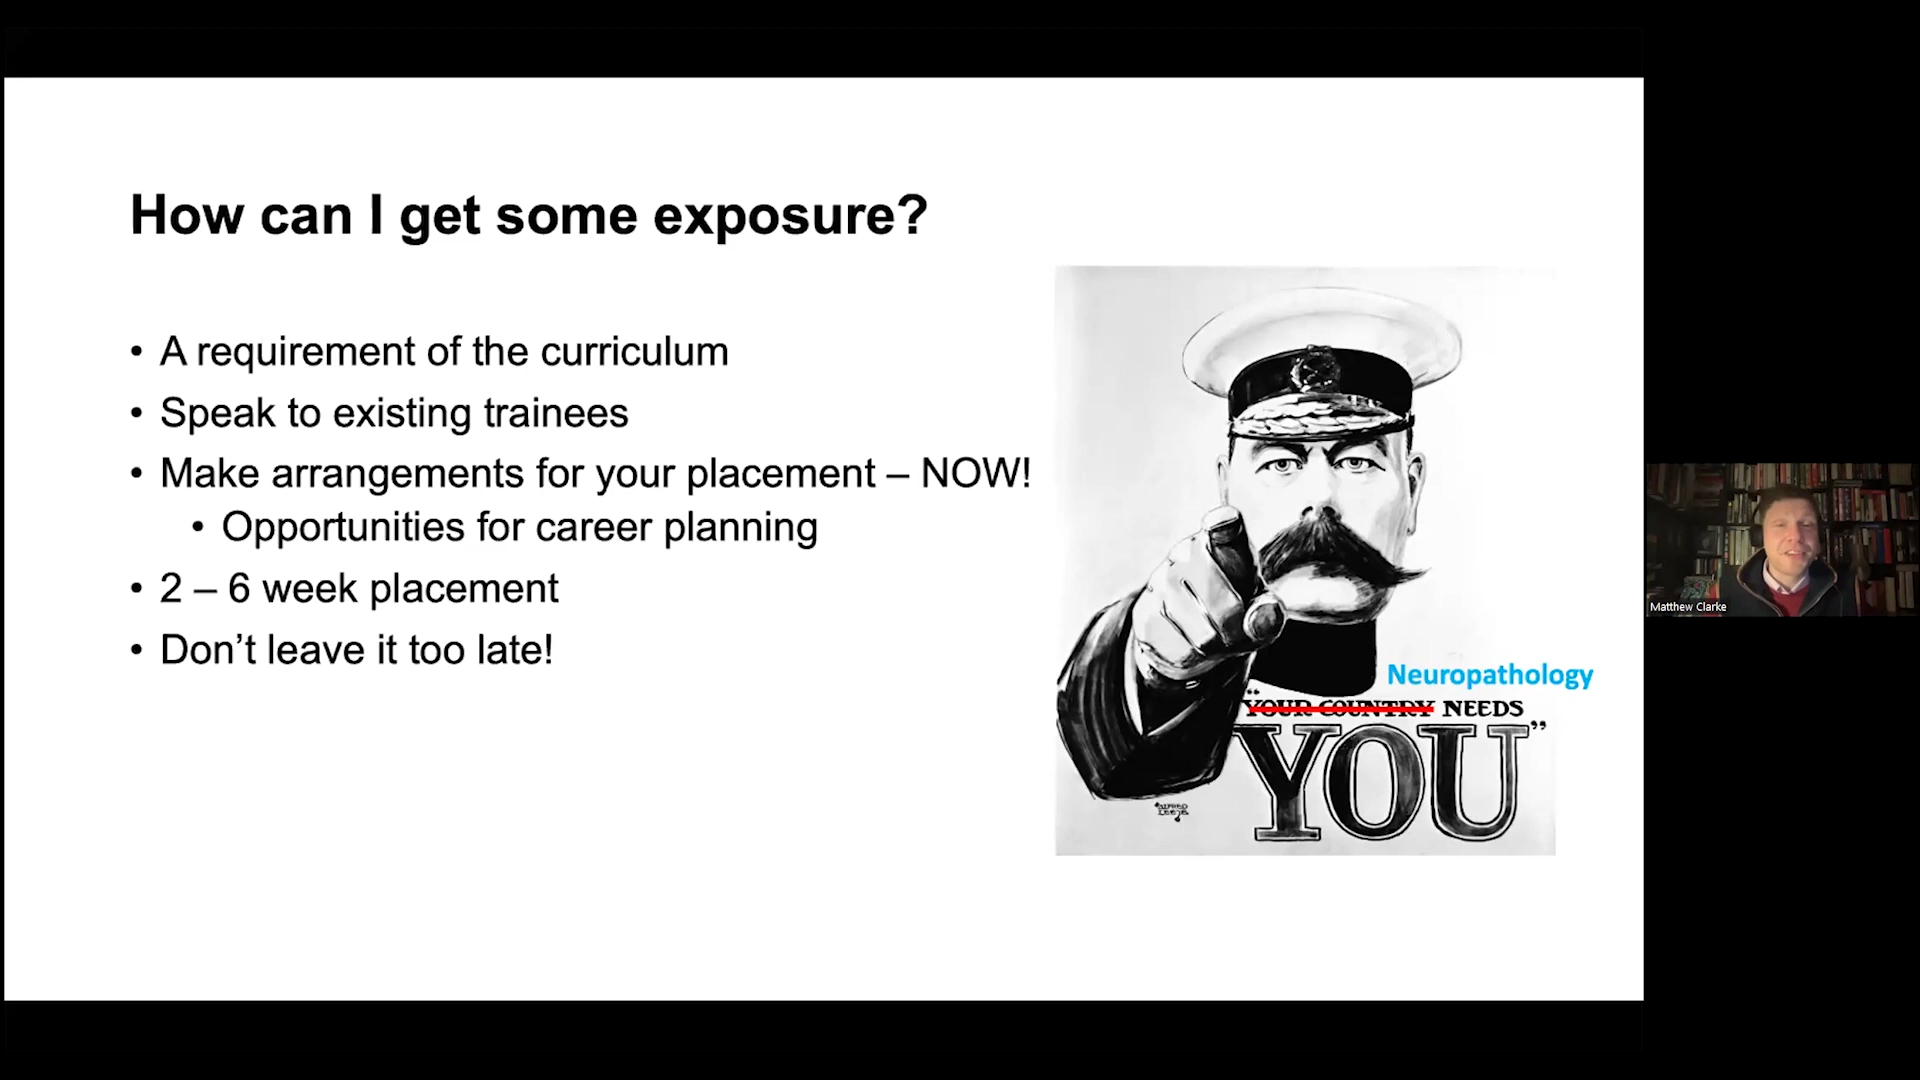 How can I get some exposure?
• A requirement of the curriculum
• Speak to existing trainees
• Make arrangements for your placement – NOW!
• Opportunities for career planning
• 2 – 6 week placement
• Don’t leave it too late!
Neuropathology
“YOUR COUNTRY NEEDS
YOU”
ALFRED
LEETE
Matthew Clarke